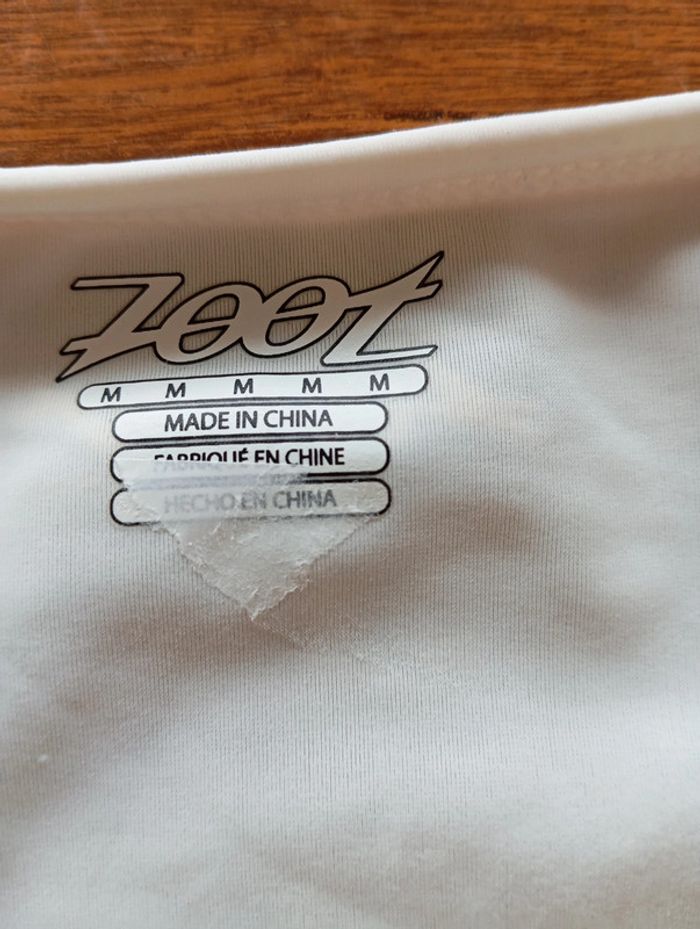 ZOOT
M M M M M
MADE IN CHINA
FABRIQUÉ EN CHINE
HECHO EN CHINA